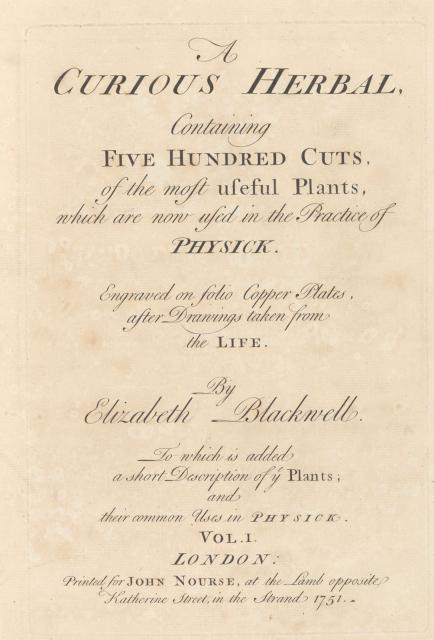 A
CURIOUS HERBAL,
Containing
FIVE HUNDRED CUTS,
of the moſt uſeful Plants,
which are now uſed in the Practice of
PHYSICK.
Engraved on folio Copper Plates,
after Drawings taken from
the LIFE.
By
Elizabeth Blackwell.
To which is added
a short Description of yͤ Plants;
and
their common Uses in PHYSICK.
VOL. I.
LONDON:
Printed for JOHN NOURSE, at the Lamb opposite
Katherine Street, in the Strand 1751.